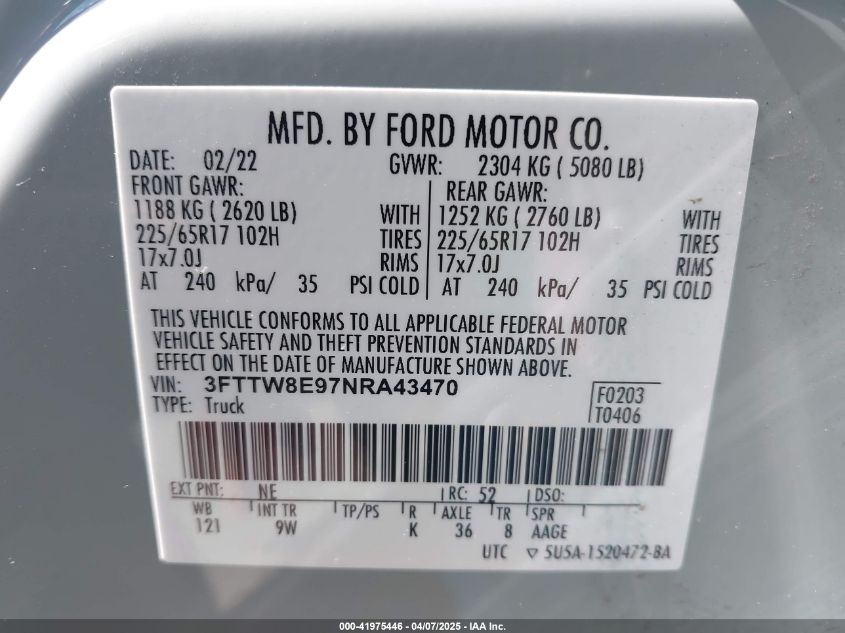 MFD. BY FORD MOTOR CO.
DATE: 02/22 GVWR: 2304 KG ( 5080 LB)
FRONT GAWR: REAR GAWR:
1188 KG ( 2620 LB) WITH 1252 KG ( 2760 LB) WITH
225/65R17 102H TIRES 225/65R17 102H TIRES
17x7.0J RIMS 17x7.0J RIMS
AT 240 kPa/ 35 PSI COLD AT 240 kPa/ 35 PSI COLD
THIS VEHICLE CONFORMS TO ALL APPLICABLE FEDERAL MOTOR
VEHICLE SAFETY AND THEFT PREVENTION STANDARDS IN
EFFECT ON THE DATE OF MANUFACTURE SHOWN ABOVE.
VIN: 3FTTW8E97NRA43470 F0203
TYPE: Truck T0406
EXT PNT: NE RC: 52 DSO:
WB INT TR TP/PS R AXLE TR SPR
121 9W K 36 8 AAGE
UTC ▽ 5U5A-1520472-BA
000-41975446 - 04/07/2025 - IAA Inc.